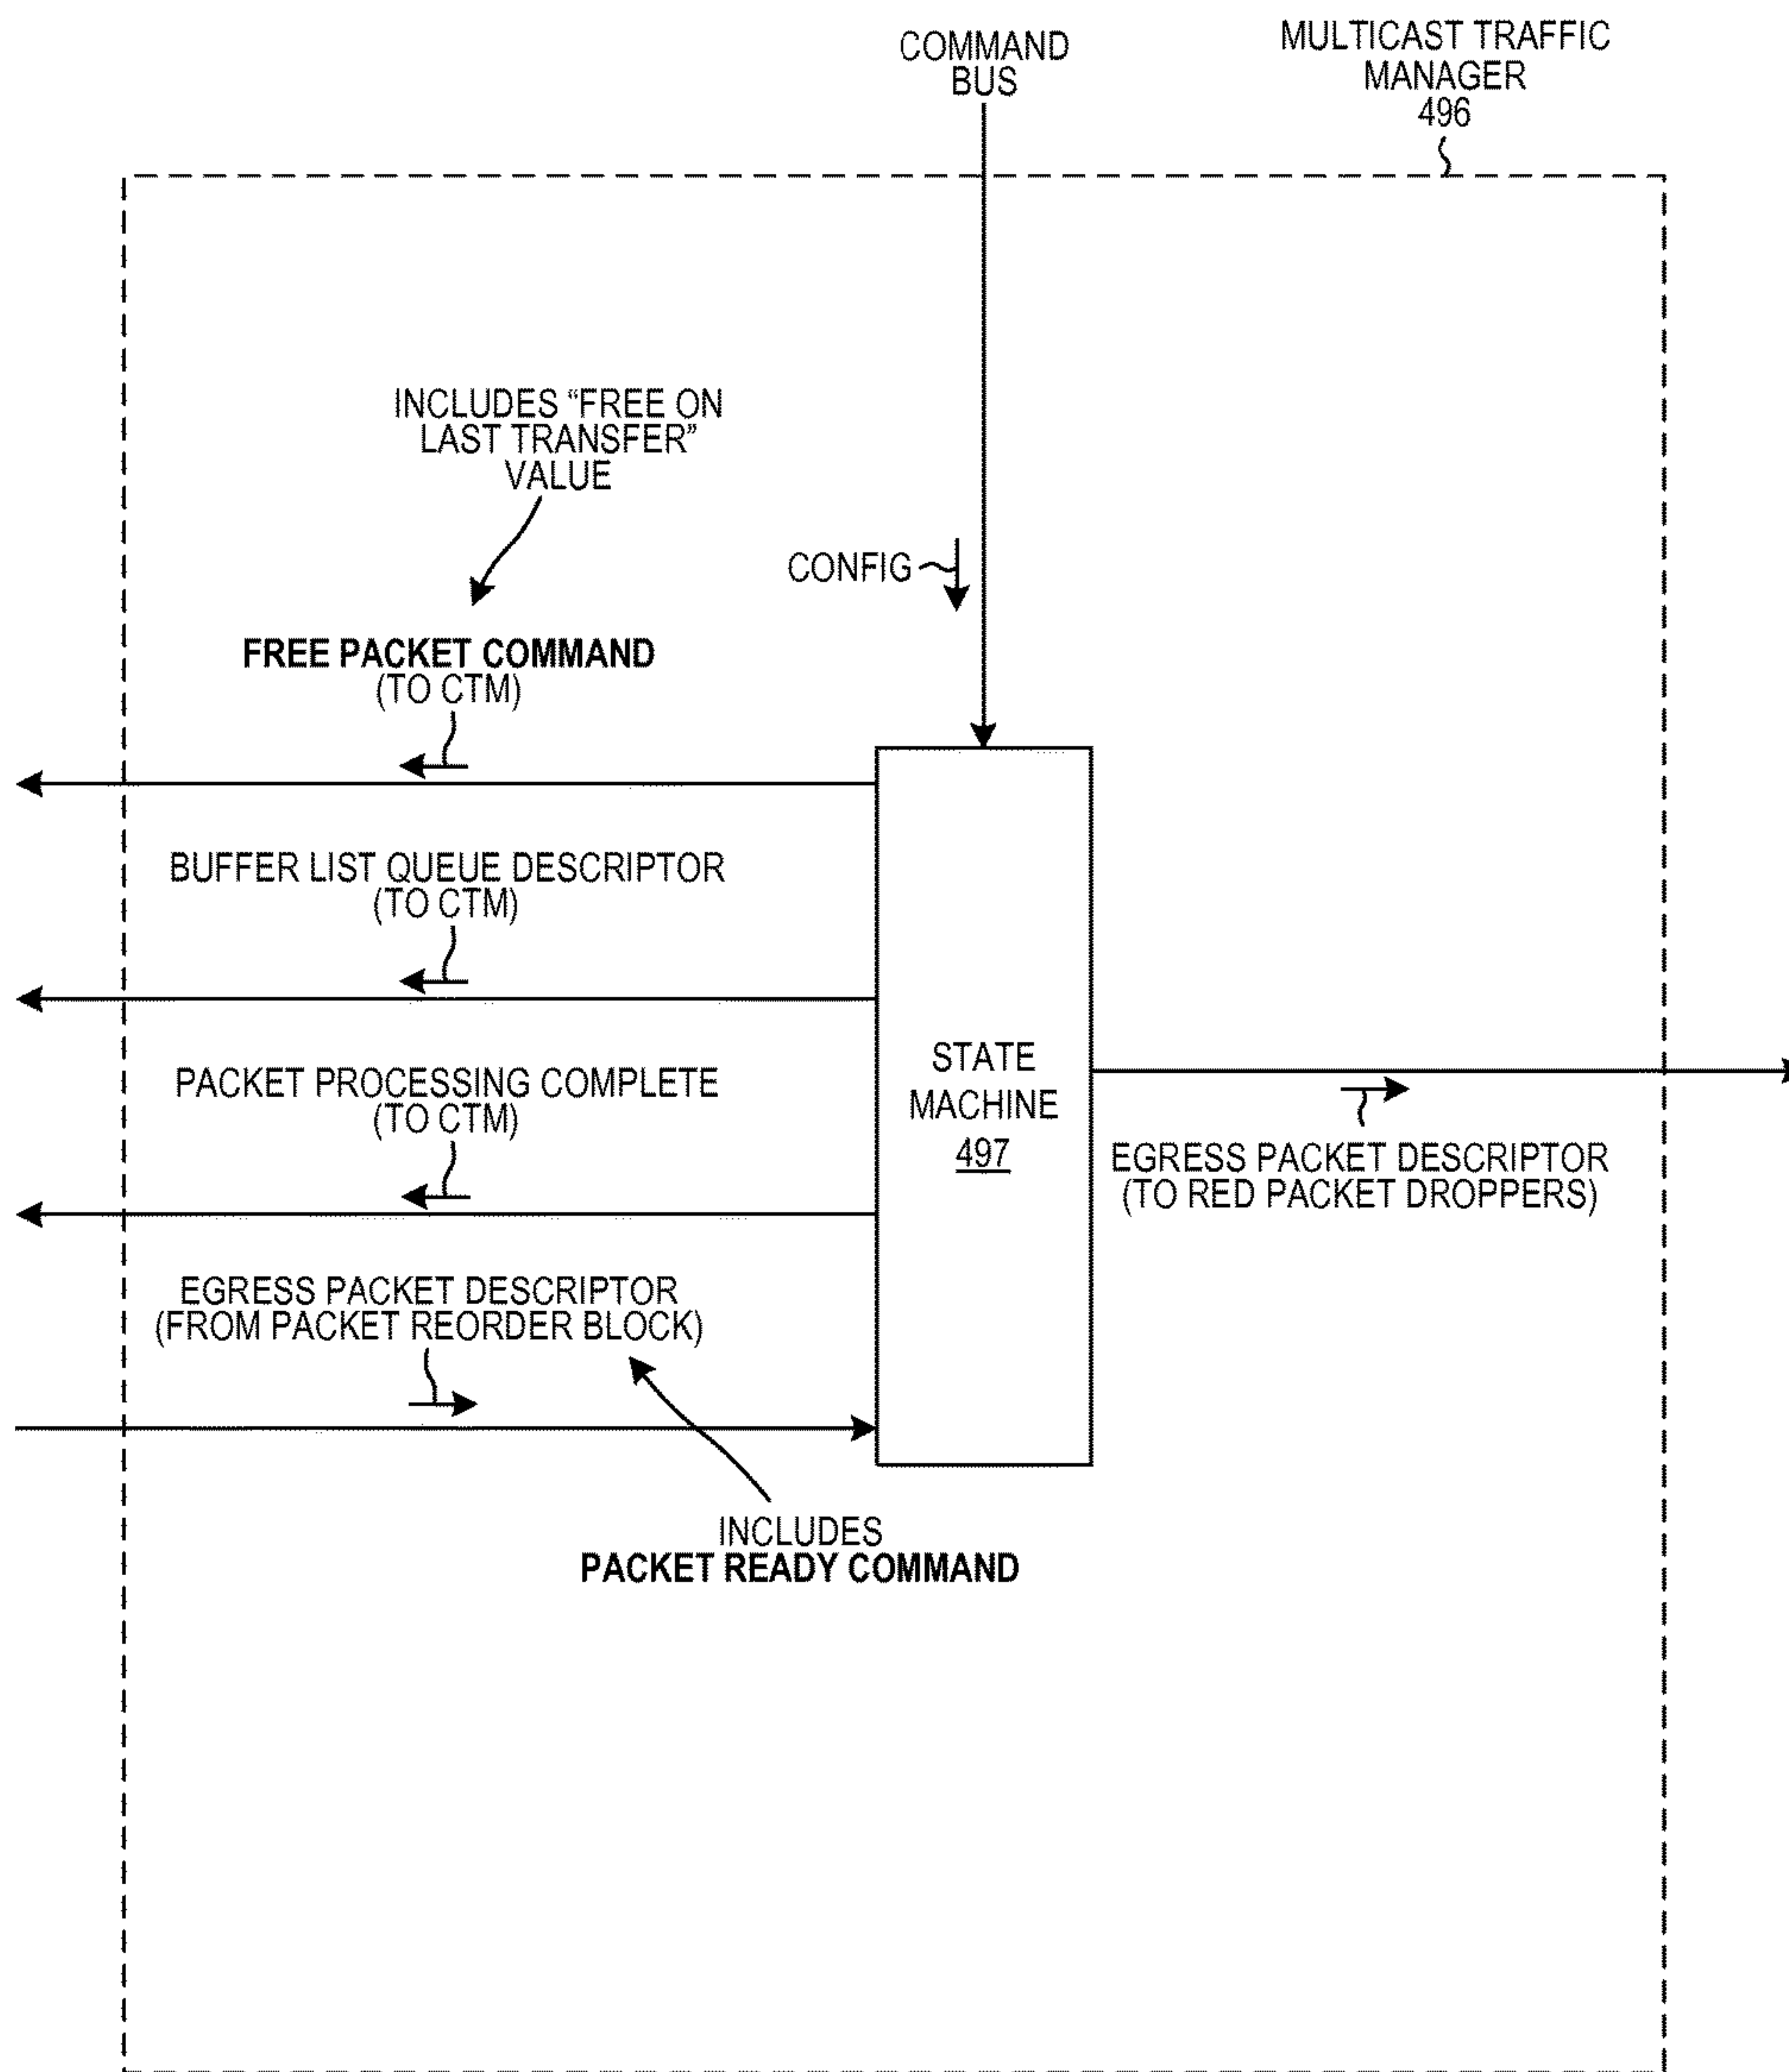 COMMAND
BUS
MULTICAST TRAFFIC
MANAGER
496
INCLUDES “FREE ON
LAST TRANSFER”
VALUE
CONFIG
FREE PACKET COMMAND
(TO CTM)
BUFFER LIST QUEUE DESCRIPTOR
(TO CTM)
PACKET PROCESSING COMPLETE
(TO CTM)
STATE
MACHINE
497
EGRESS PACKET DESCRIPTOR
(TO RED PACKET DROPPERS)
EGRESS PACKET DESCRIPTOR
(FROM PACKET REORDER BLOCK)
INCLUDES
PACKET READY COMMAND